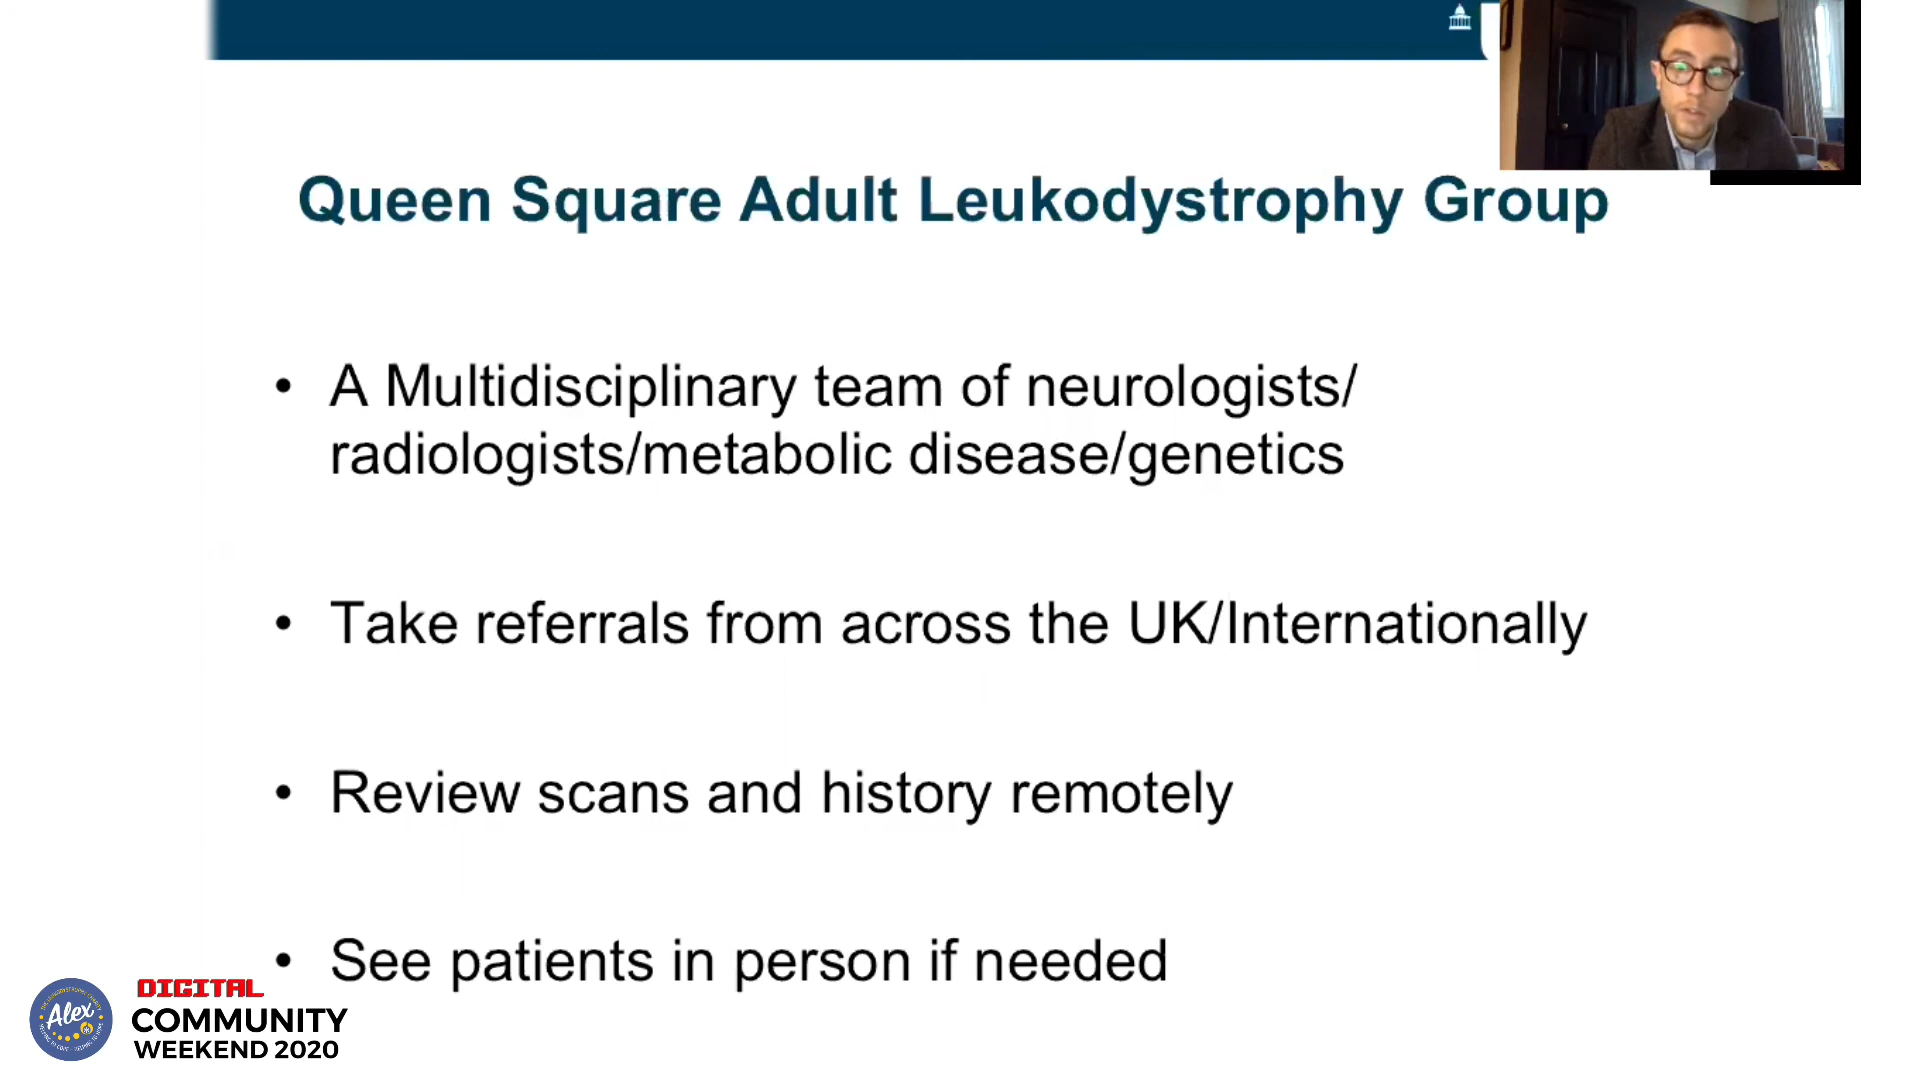 Queen Square Adult Leukodystrophy Group
• A Multidisciplinary team of neurologists/
radiologists/metabolic disease/genetics
• Take referrals from across the UK/Internationally
• Review scans and history remotely
• See patients in person if needed
Alex
DIGITAL
COMMUNITY
WEEKEND 2020